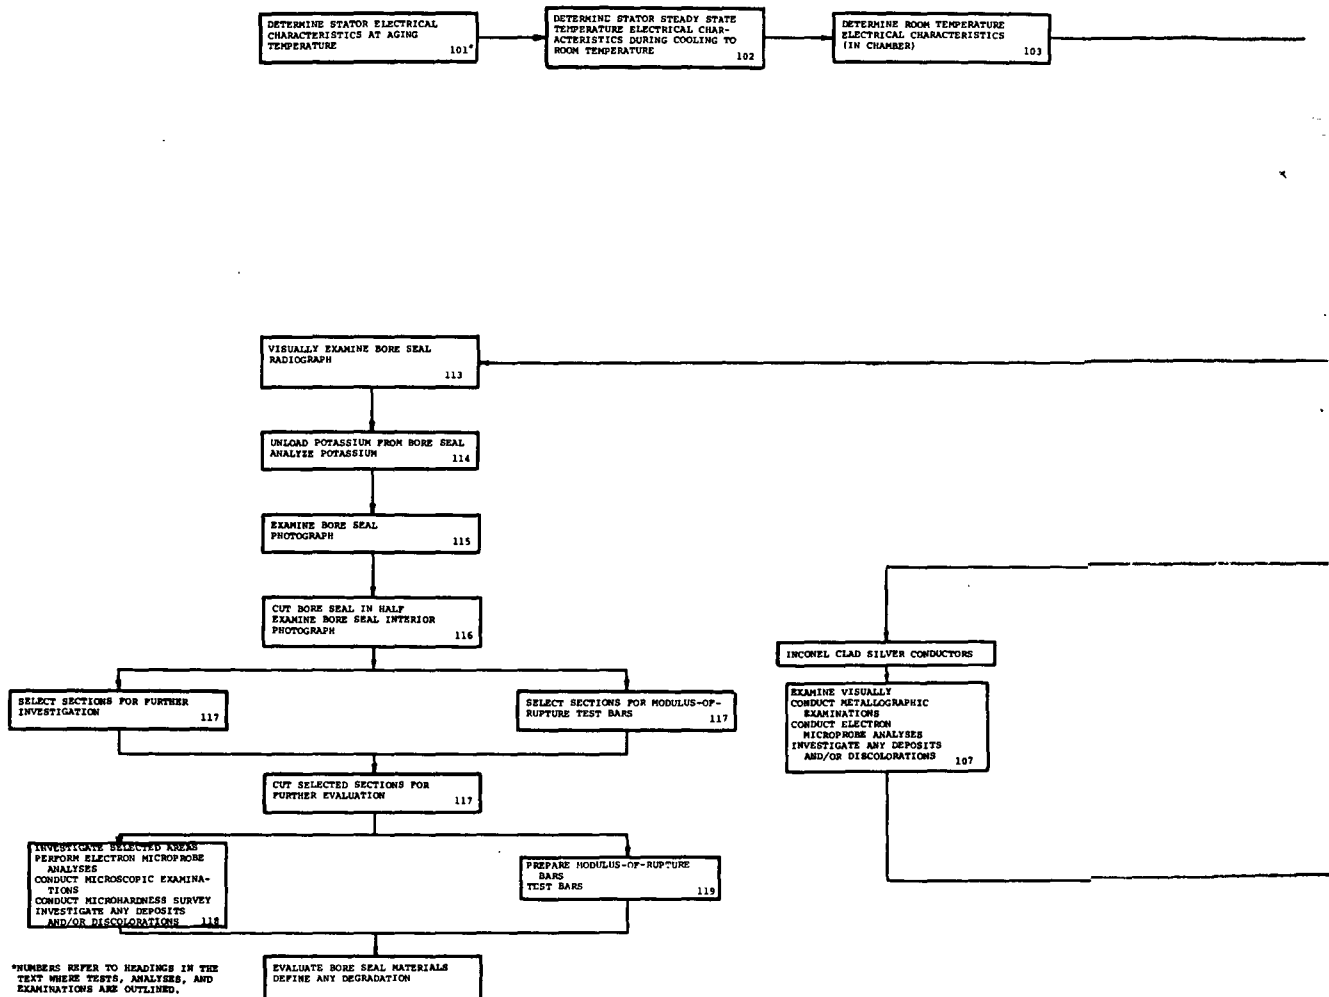 DETERMINE STATOR ELECTRICAL
CHARACTERISTICS AT AGING
TEMPERATURE
101*
DETERMINE STATOR STEADY STATE
TEMPERATURE ELECTRICAL CHAR-
ACTERISTICS DURING COOLING TO
ROOM TEMPERATURE
102
DETERMINE ROOM TEMPERATURE
ELECTRICAL CHARACTERISTICS
(IN CHAMBER)
103
VISUALLY EXAMINE BORE SEAL
RADIOGRAPH
113
UNLOAD POTASSIUM FROM BORE SEAL
ANALYZE POTASSIUM
114
EXAMINE BORE SEAL
PHOTOGRAPH
115
CUT BORE SEAL IN HALF
EXAMINE BORE SEAL INTERIOR
PHOTOGRAPH
116
SELECT SECTIONS FOR FURTHER
INVESTIGATION
117
SELECT SECTIONS FOR MODULUS-OF-
RUPTURE TEST BARS
117
INCONEL CLAD SILVER CONDUCTORS
EXAMINE VISUALLY
CONDUCT METALLOGRAPHIC
EXAMINATIONS
CONDUCT ELECTRON
MICROPROBE ANALYSES
INVESTIGATE ANY DEPOSITS
AND/OR DISCOLORATIONS
107
CUT SELECTED SECTIONS FOR
FURTHER EVALUATION
117
INVESTIGATE SELECTED AREAS
PERFORM ELECTRON MICROPROBE
ANALYSES
CONDUCT MICROSCOPIC EXAMINA-
TIONS
CONDUCT MICROHARDNESS SURVEY
INVESTIGATE ANY DEPOSITS
AND/OR DISCOLORATIONS
118
PREPARE MODULUS-OF-RUPTURE
BARS
TEST BARS
119
*NUMBERS REFER TO HEADINGS IN THE
TEXT WHERE TESTS, ANALYSES, AND
EXAMINATIONS ARE OUTLINED.
EVALUATE BORE SEAL MATERIALS
DEFINE ANY DEGRADATION